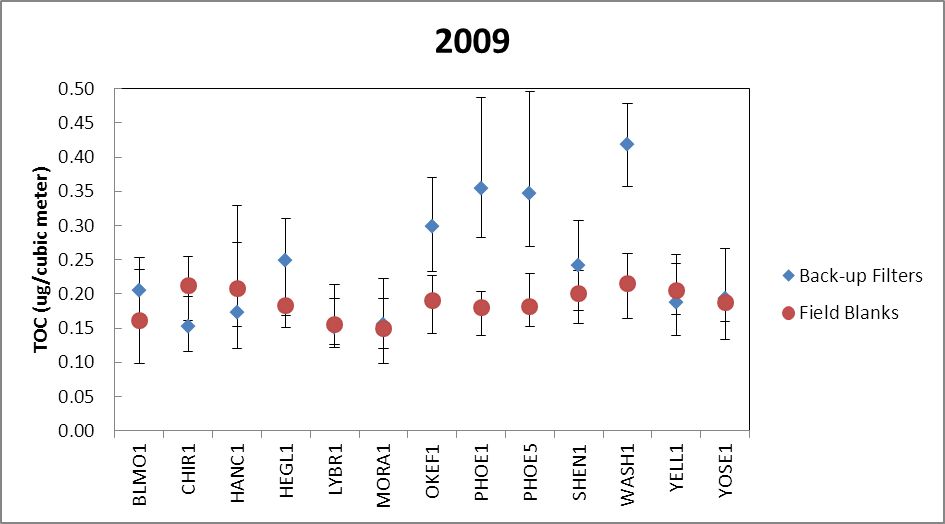 2009
TOC (ug/cubic meter)
0.50
0.45
0.40
0.35
0.30
0.25
0.20
0.15
0.10
0.05
0.00
BLMO1
CHIR1
HANC1
HEGL1
LYBR1
MORA1
OKEF1
PHOE1
PHOE5
SHEN1
WASH1
YELL1
YOSE1
Back-up Filters
Field Blanks